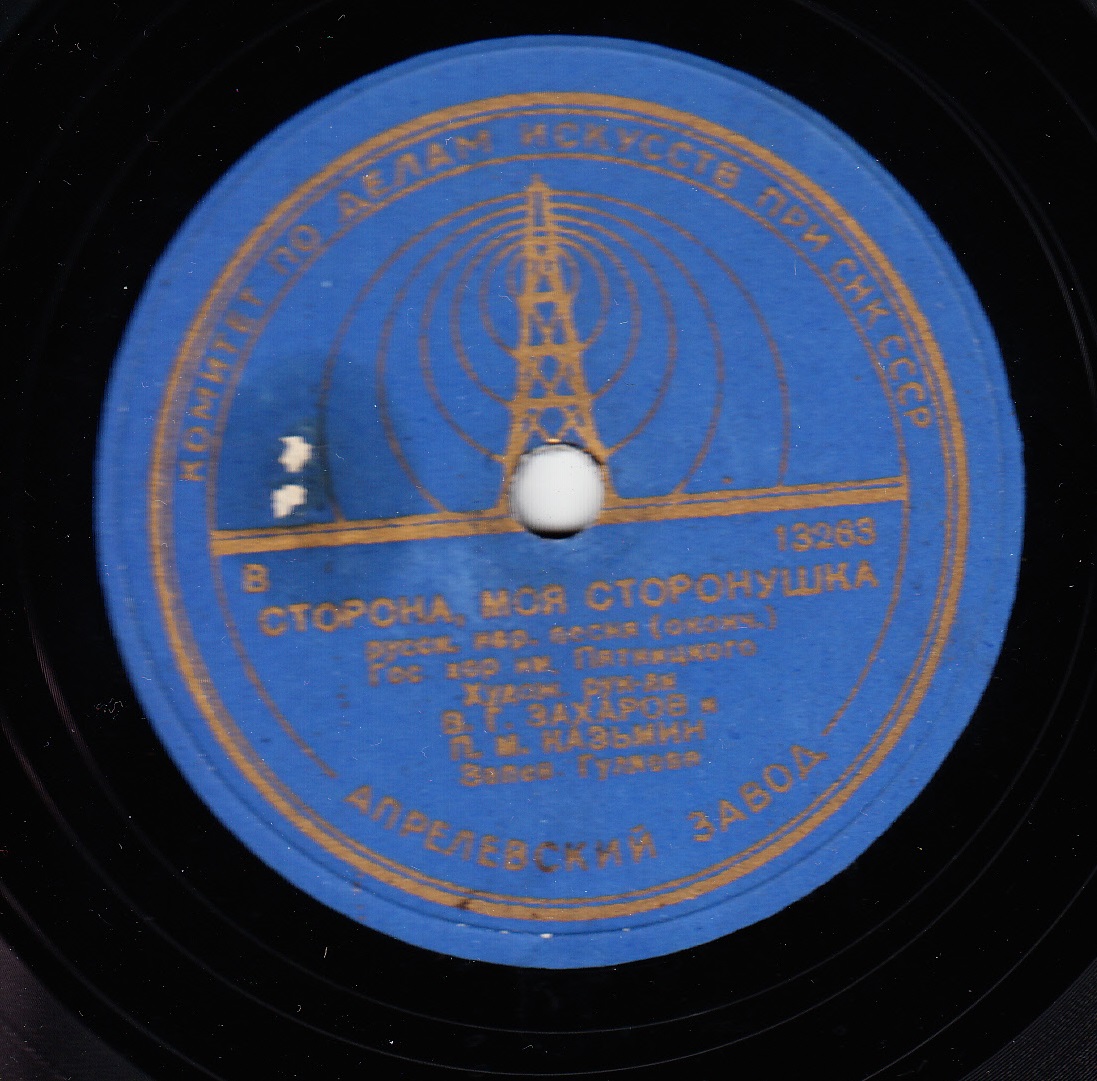 КОМИТЕТ ПО ДЕЛАМ ИСКУССТВ ПРИ СНК СССР
13263
В
СТОРОНА, МОЯ СТОРОНУШКА
русск. нар. песня (оконч.)
Гос хор им. Пятницкого
Худож. рук-ли
В. Г. ЗАХАРОВ и
П. М. КАЗЬМИН
Запев. Гуляева
АПРЕЛЕВСКИЙ ЗАВОД